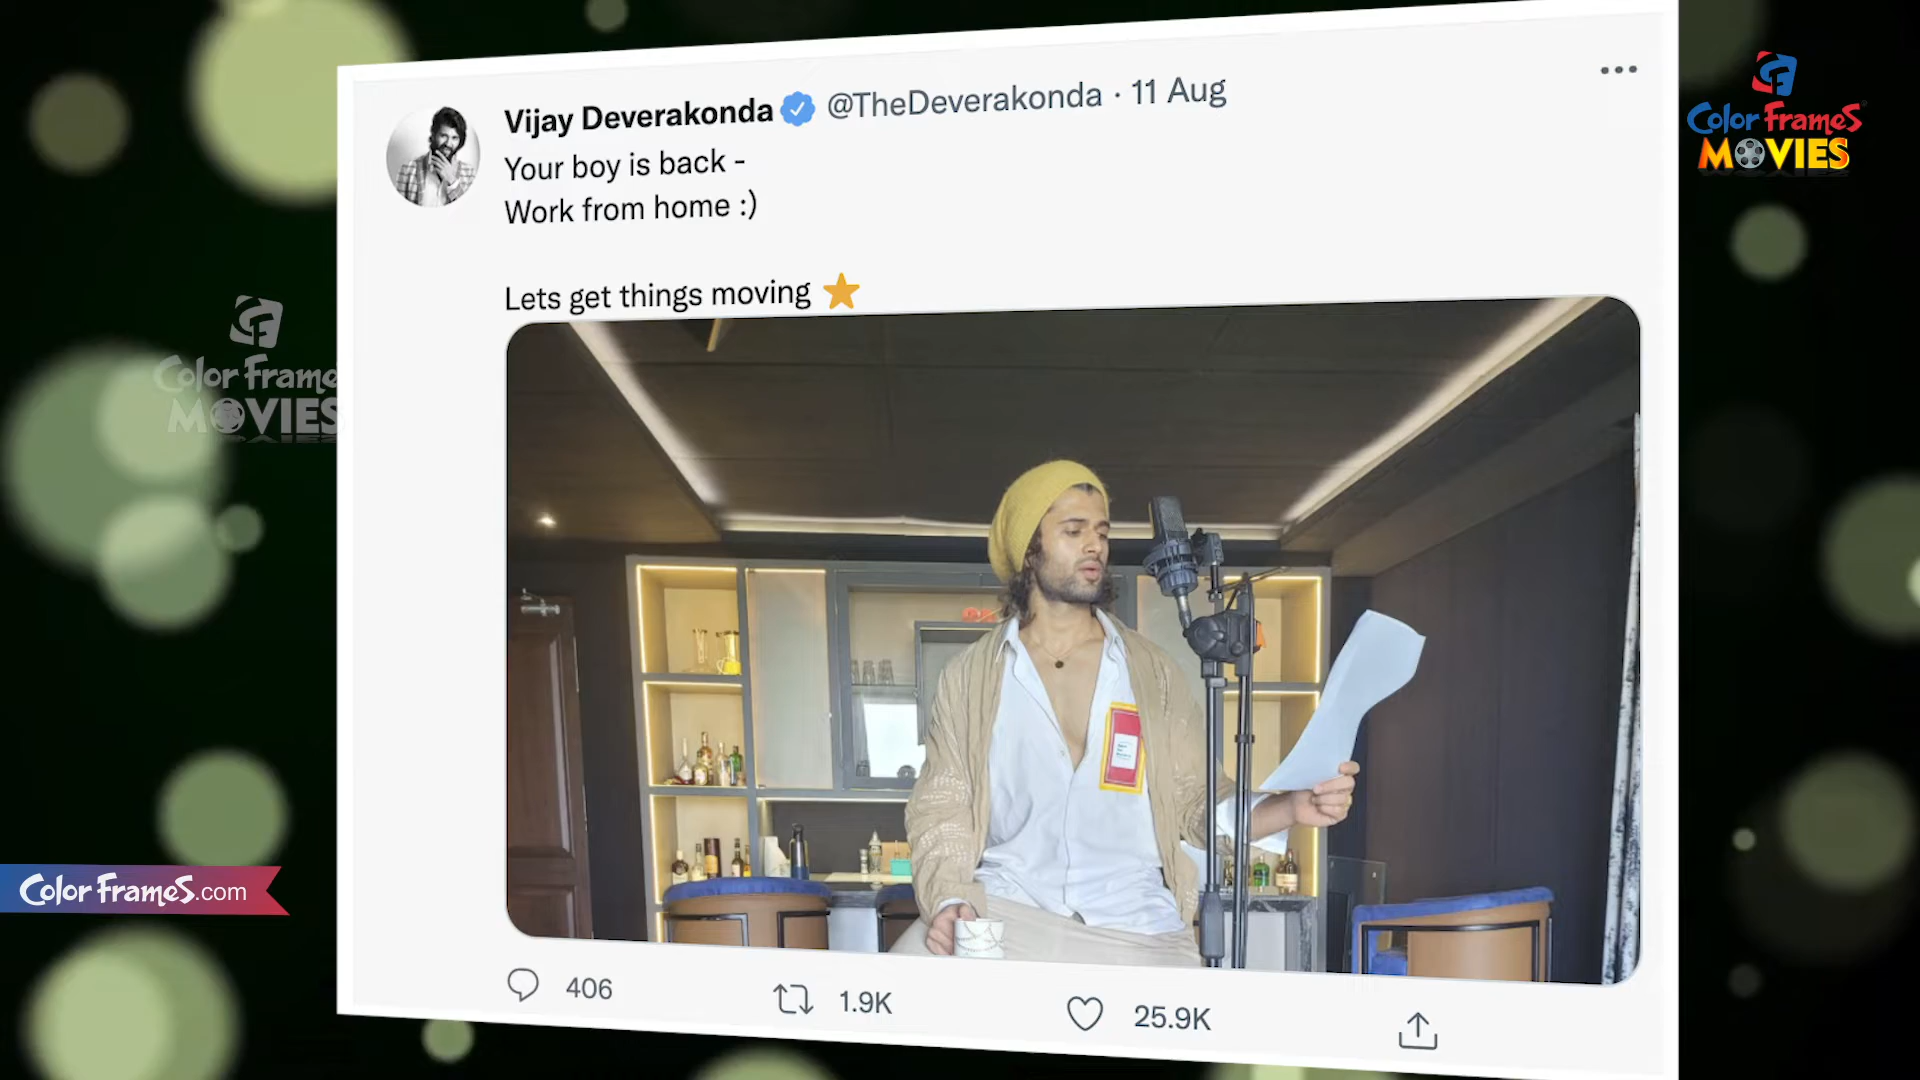 Vijay Deverakonda @TheDeverakonda · 11 Aug
Your boy is back -
Work from home :)
Lets get things moving
406
1.9K
25.9K
Color Frames
MOVIES
Color Frame
MOVIES
Color Frames.com